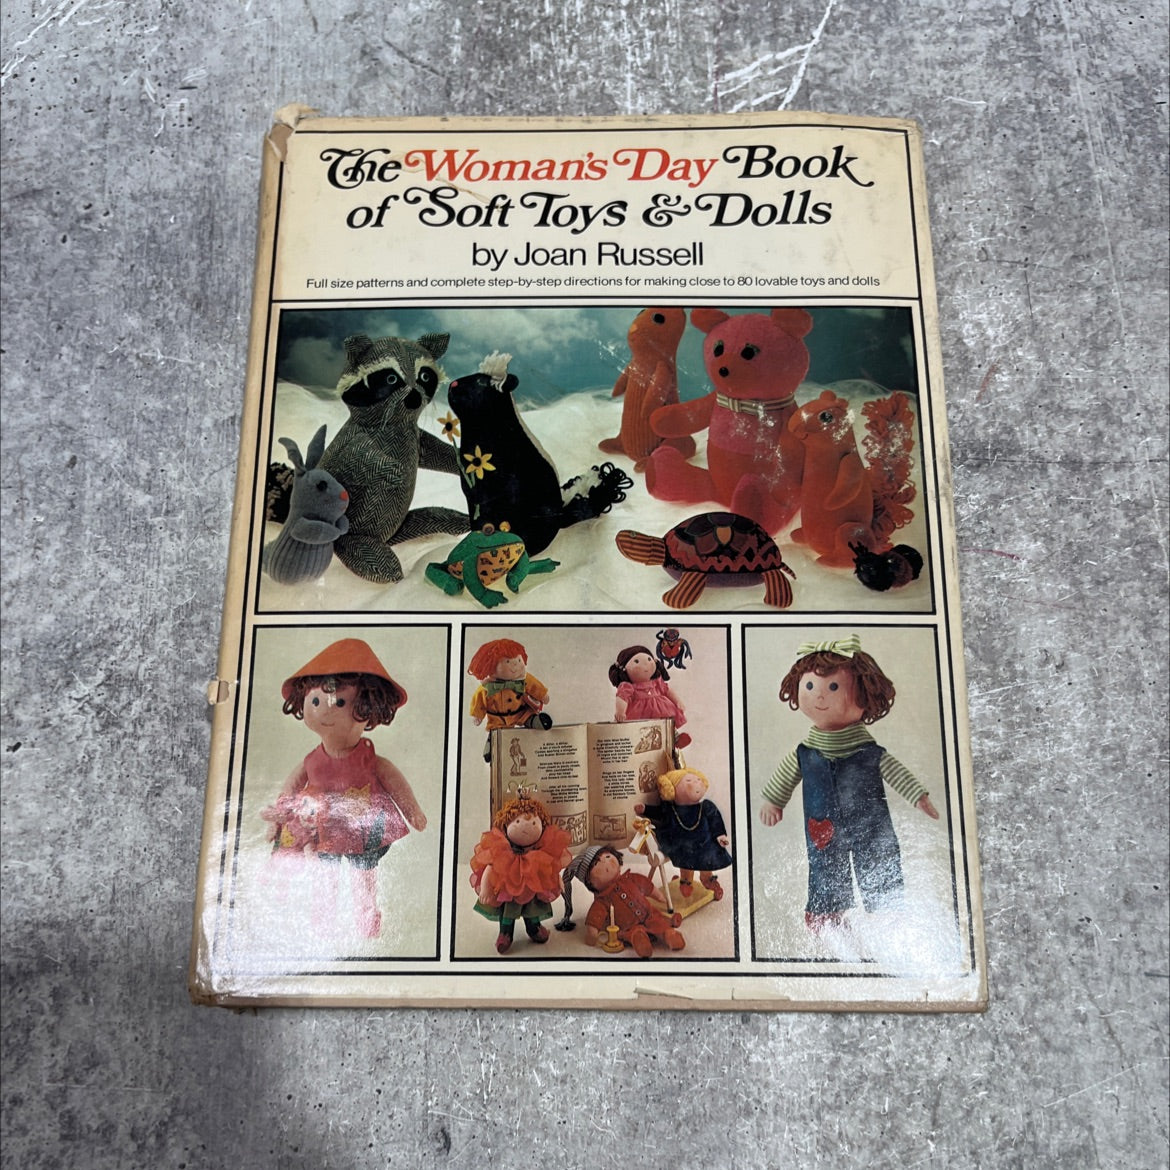 The Woman's Day Book
of Soft Toys & Dolls
by Joan Russell
Full size patterns and complete step-by-step directions for making close to 80 lovable toys and dolls